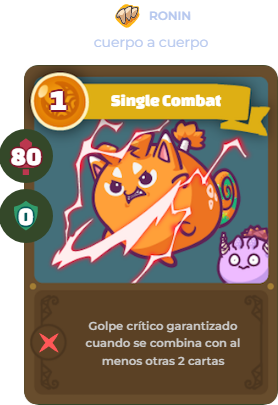 RONIN
cuerpo a cuerpo
1
Single Combat
80
0
Golpe crítico garantizado
cuando se combina con al
menos otras 2 cartas